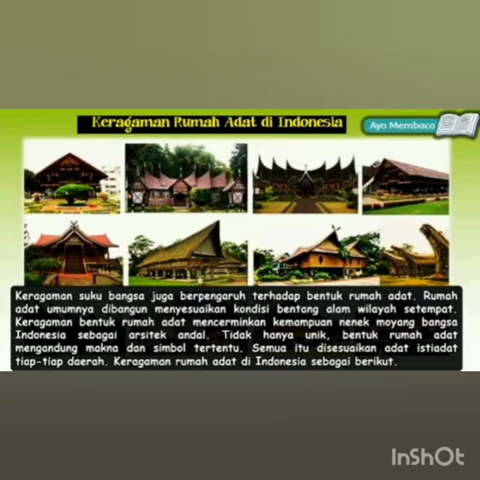 Keragaman Rumah Adat di Indonesia
Ayo Membaca
Keragaman suku bangsa juga berpengaruh terhadap bentuk rumah adat. Rumah
adat umumnya dibangun menyesuaikan kondisi bentang alam wilayah setempat.
Keragaman bentuk rumah adat mencerminkan kemampuan nenek moyang bangsa
Indonesia sebagai arsitek andal. Tidak hanya unik, bentuk rumah adat
mengandung makna dan simbol tertentu. Semua itu disesuaikan adat istiadat
tiap-tiap daerah. Keragaman rumah adat di Indonesia sebagai berikut.
InShOt